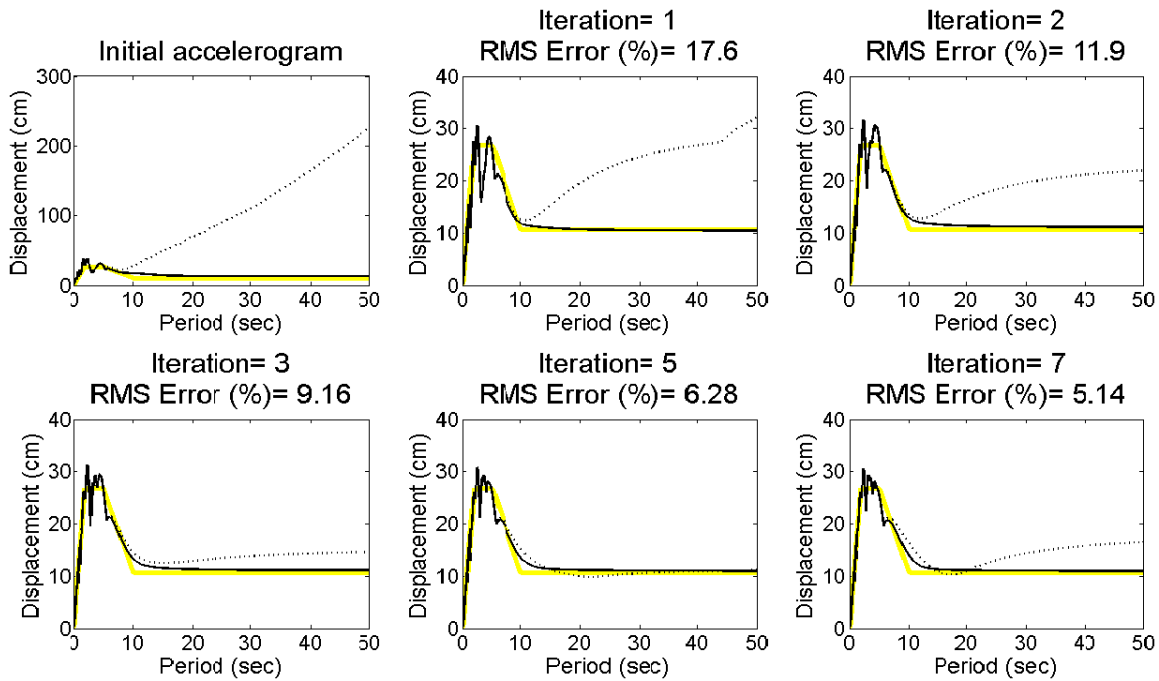 Initial accelerogram
300
200
100
0
0 10 20 30 40 50
Displacement (cm)
Period (sec)
Iteration= 1
RMS Error (%)= 17.6
40
30
20
10
0
0 10 20 30 40 50
Displacement (cm)
Period (sec)
Iteration= 2
RMS Error (%)= 11.9
40
30
20
10
0
0 10 20 30 40 50
Displacement (cm)
Period (sec)
Iteration= 3
RMS Error (%)= 9.16
40
30
20
10
0
0 10 20 30 40 50
Displacement (cm)
Period (sec)
Iteration= 5
RMS Error (%)= 6.28
40
30
20
10
0
0 10 20 30 40 50
Displacement (cm)
Period (sec)
Iteration= 7
RMS Error (%)= 5.14
40
30
20
10
0
0 10 20 30 40 50
Displacement (cm)
Period (sec)